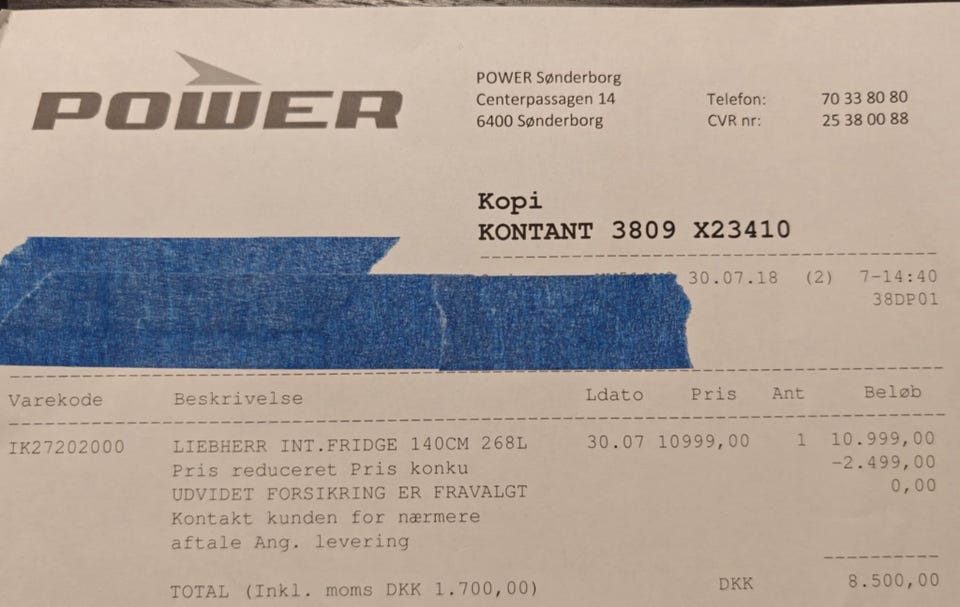 POWER
POWER Sønderborg
Centerpassagen 14
6400 Sønderborg
Telefon: 70 33 80 80
CVR nr: 25 38 00 88
Kopi
KONTANT 3809 X23410
30.07.18 (2) 7-14:40
38DP01
Varekode Beskrivelse Ldato Pris Ant Beløb
IK27202000 LIEBHERR INT.FRIDGE 140CM 268L 30.07 10999,00 1 10.999,00
Pris reduceret Pris konku -2.499,00
UDVIDET FORSIKRING ER FRAVALGT 0,00
Kontakt kunden for nærmere
aftale Ang. levering
TOTAL (Inkl. moms DKK 1.700,00) DKK 8.500,00